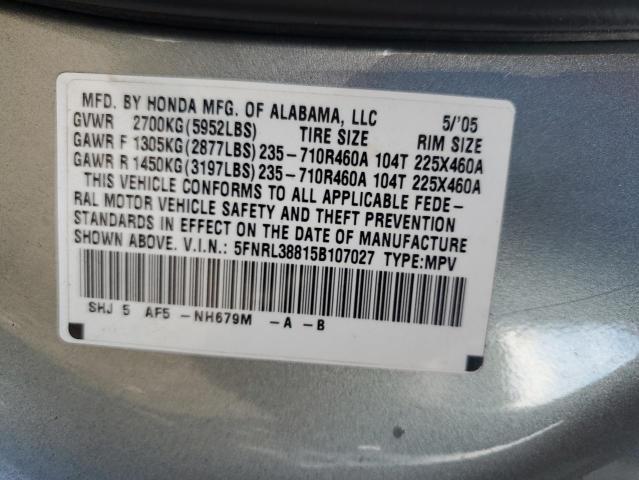 MFD. BY HONDA MFG. OF ALABAMA, LLC 5/'05
GVWR 2700KG(5952LBS) TIRE SIZE RIM SIZE
GAWR F 1305KG(2877LBS)235-710R460A 104T 225X460A
GAWR R 1450KG(3197LBS)235-710R460A 104T 225X460A
THIS VEHICLE CONFORMS TO ALL APPLICABLE FEDE-
RAL MOTOR VEHICLE SAFETY AND THEFT PREVENTION
STANDARDS IN EFFECT ON THE DATE OF MANUFACTURE
SHOWN ABOVE. V.I.N.: 5FNRL38815B107027 TYPE:MPV
SHJ 5 AF5 -NH679M -A -B